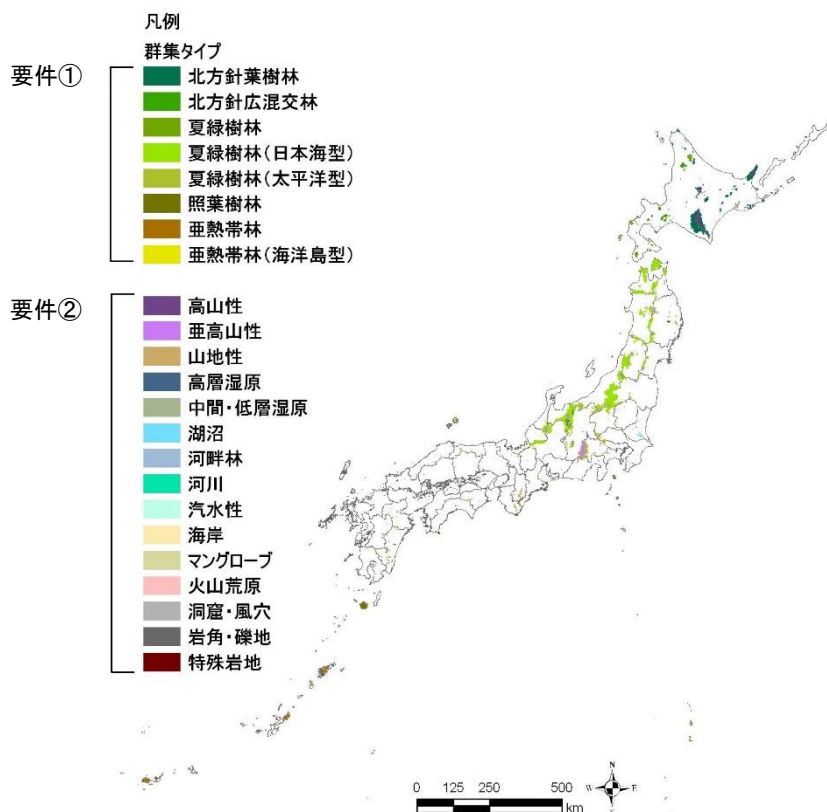 凡例
群集タイプ
要件①
北方針葉樹林
北方針広混交林
夏緑樹林
夏緑樹林(日本海型)
夏緑樹林(太平洋型)
照葉樹林
亜熱帯林
亜熱帯林(海洋島型)
要件②
高山性
亜高山性
山地性
高層湿原
中間・低層湿原
湖沼
河畔林
河川
汽水性
海岸
マングローブ
火山荒原
洞窟・風穴
岩角・礫地
特殊岩地
0 125 250 500
km
N
W E
S